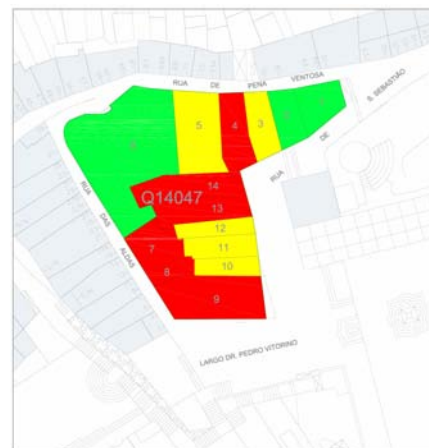 RUA DE PENA VENTOSA
S. SEBASTIÃO
RUA DE
5
4
3
14
Q14047
13
RUA DAS ALDAS
12
7
11
8
10
9
LARGO DR. PEDRO VITORINO